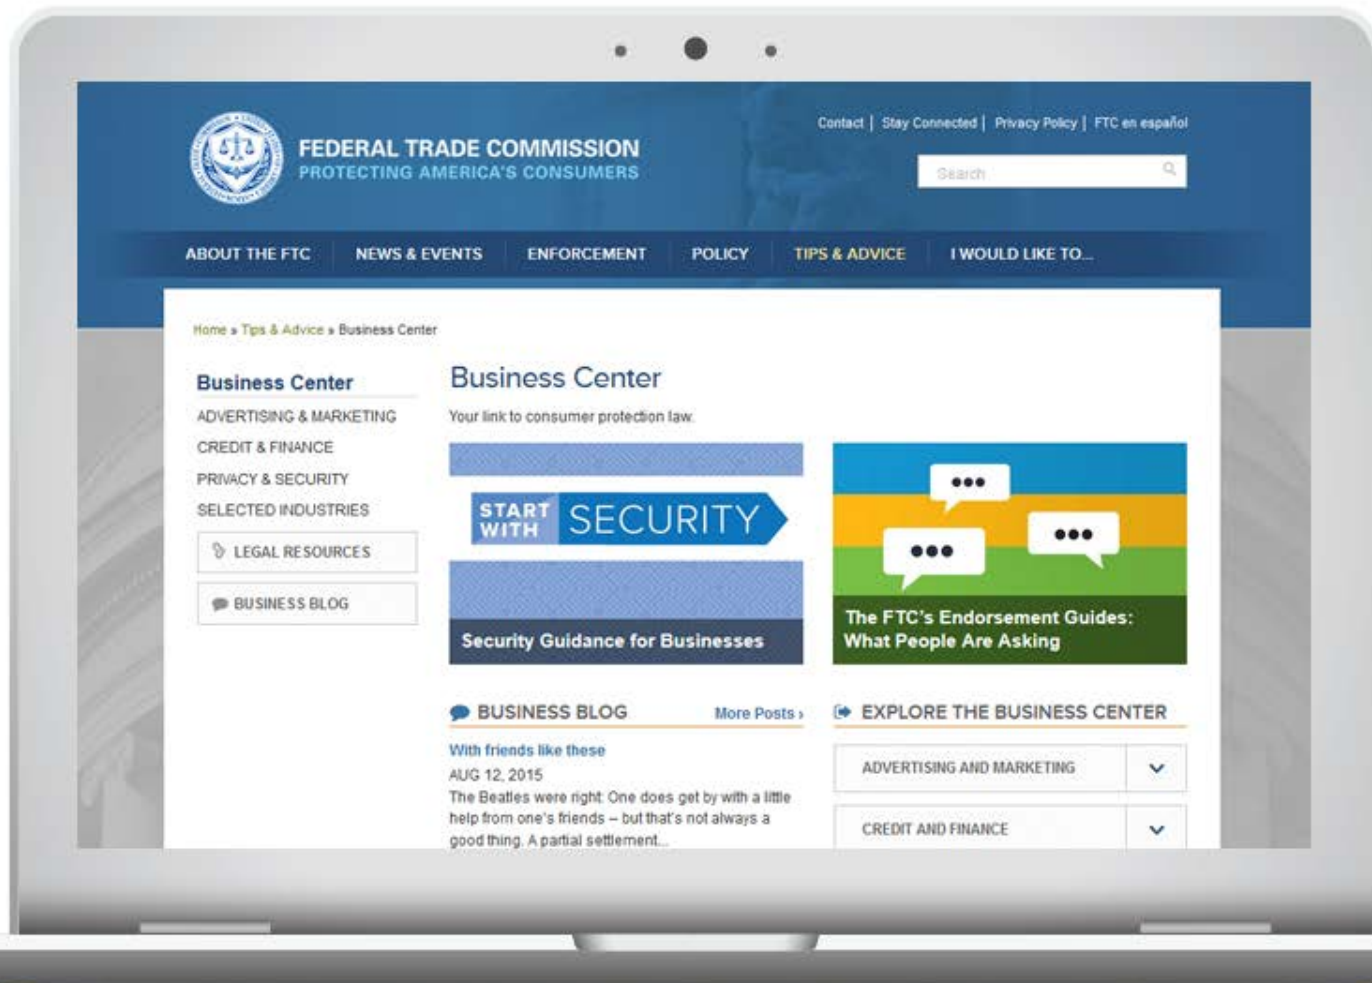 FEDERAL TRADE COMMISSION
PROTECTING AMERICA'S CONSUMERS
Contact | Stay Connected | Privacy Policy | FTC en español
Search
ABOUT THE FTC NEWS & EVENTS ENFORCEMENT POLICY TIPS & ADVICE I WOULD LIKE TO...
Home » Tips & Advice » Business Center
Business Center
ADVERTISING & MARKETING
CREDIT & FINANCE
PRIVACY & SECURITY
SELECTED INDUSTRIES
LEGAL RESOURCES
BUSINESS BLOG
Business Center
Your link to consumer protection law.
START
WITH
SECURITY
Security Guidance for Businesses
The FTC's Endorsement Guides:
What People Are Asking
BUSINESS BLOG More Posts ›
With friends like these
AUG 12, 2015
The Beatles were right: One does get by with a little
help from one's friends – but that's not always a
good thing. A partial settlement...
EXPLORE THE BUSINESS CENTER
ADVERTISING AND MARKETING
CREDIT AND FINANCE